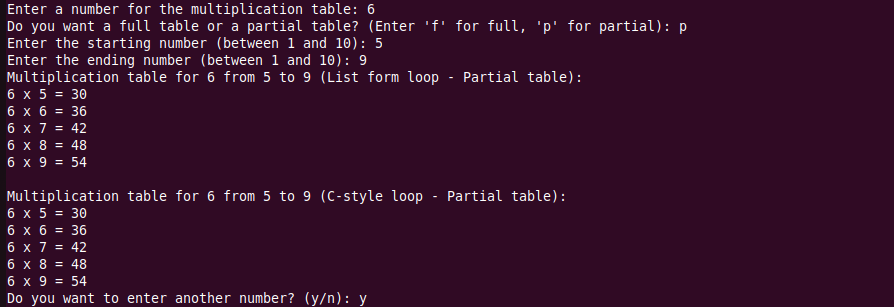 Enter a number for the multiplication table: 6
Do you want a full table or a partial table? (Enter 'f' for full, 'p' for partial): p
Enter the starting number (between 1 and 10): 5
Enter the ending number (between 1 and 10): 9
Multiplication table for 6 from 5 to 9 (List form loop - Partial table):
6 x 5 = 30
6 x 6 = 36
6 x 7 = 42
6 x 8 = 48
6 x 9 = 54

Multiplication table for 6 from 5 to 9 (C-style loop - Partial table):
6 x 5 = 30
6 x 6 = 36
6 x 7 = 42
6 x 8 = 48
6 x 9 = 54
Do you want to enter another number? (y/n): y